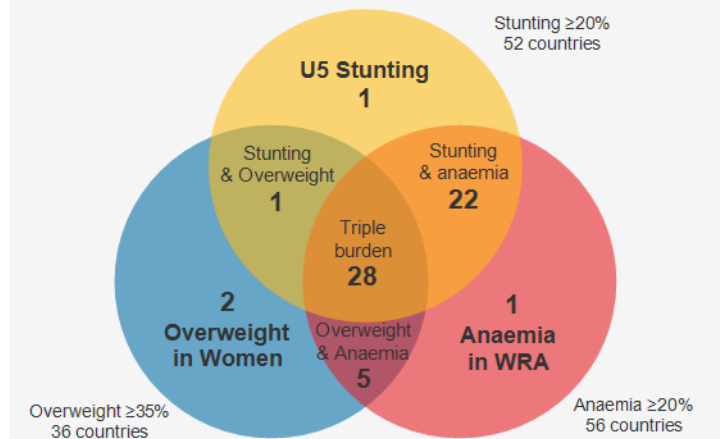 Stunting ≥20%
52 countries
U5 Stunting
1
Stunting
& Overweight
1
Stunting
& anaemia
22
Triple
burden
28
2
Overweight
in Women
1
Anaemia
in WRA
Overweight
& Anaemia
5
Overweight ≥35%
36 countries
Anaemia ≥20%
56 countries